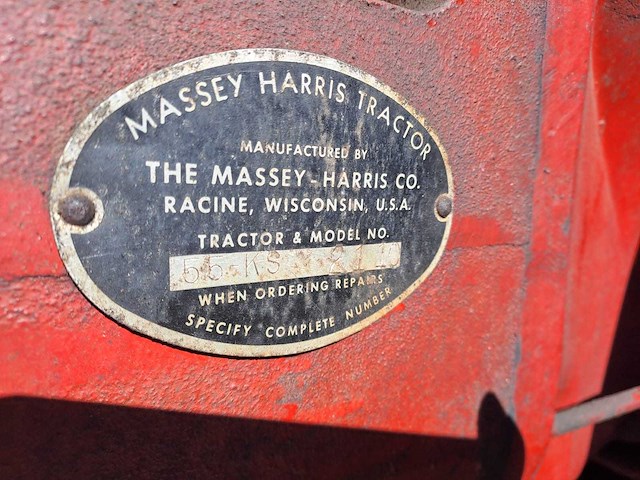 MASSEY HARRIS TRACTOR
MANUFACTURED BY
THE MASSEY-HARRIS CO.
RACINE, WISCONSIN, U.S.A.
TRACTOR & MODEL NO.
55 KS
WHEN ORDERING REPAIRS
SPECIFY COMPLETE NUMBER